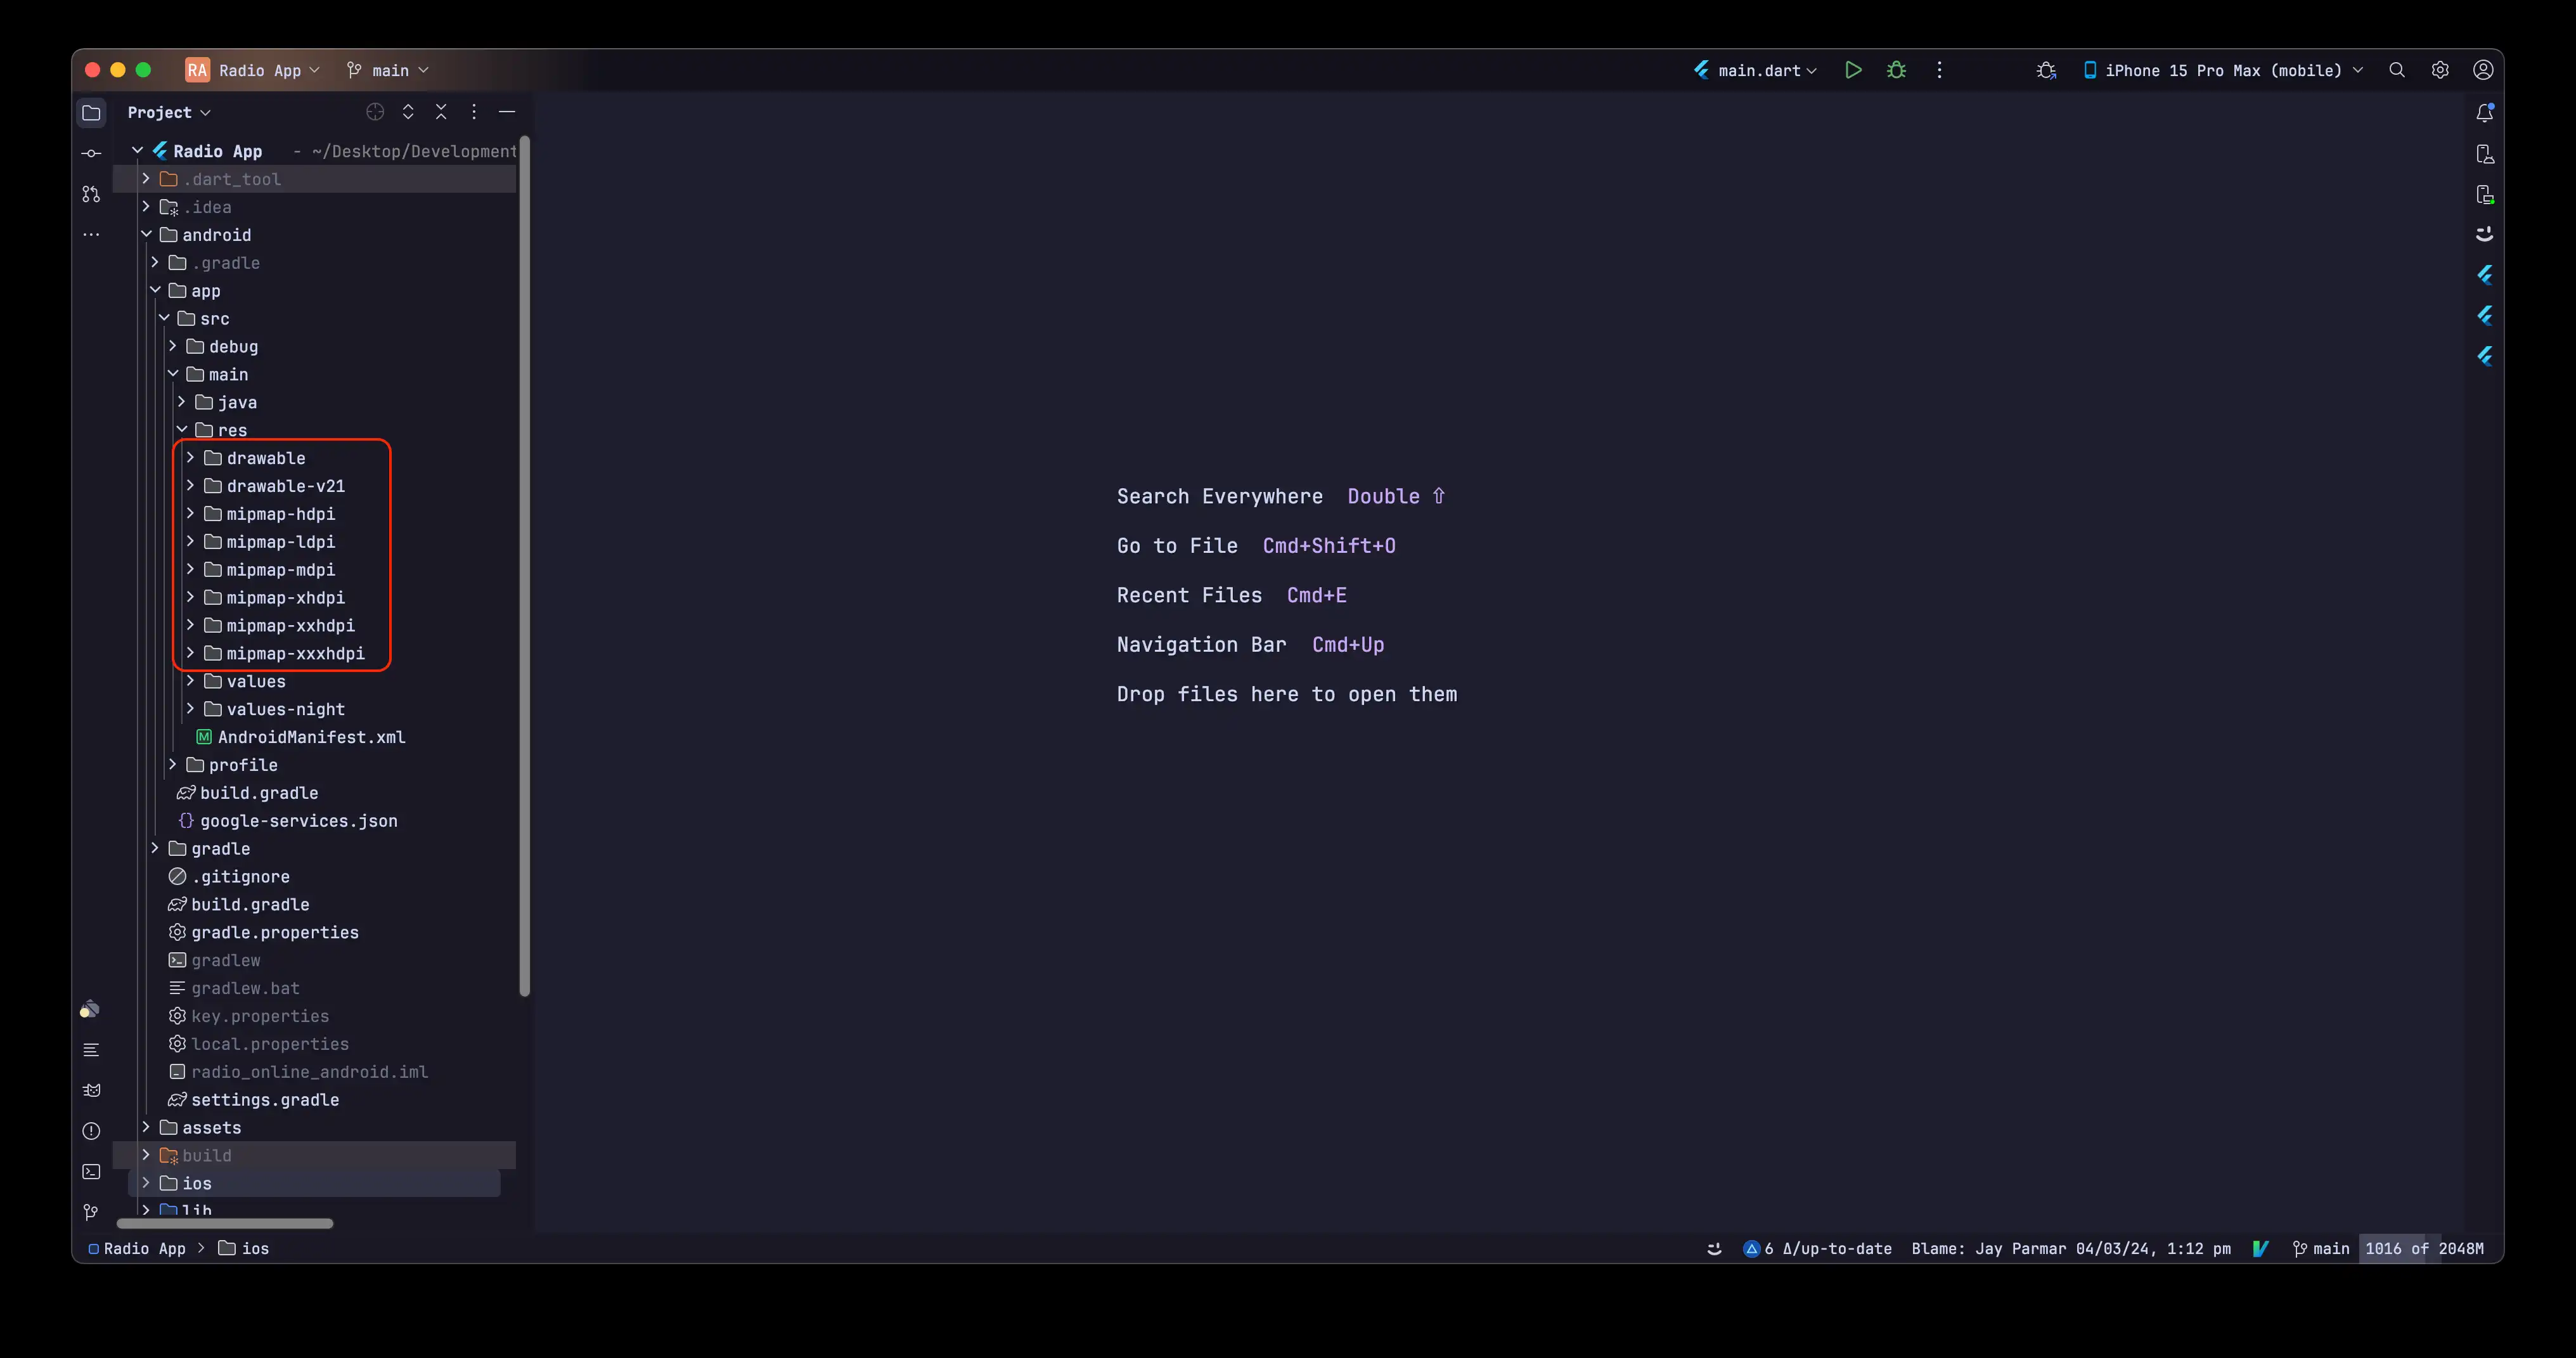 RA Radio App main main.dart iPhone 15 Pro Max (mobile)
Project
Radio App - ~/Desktop/Development
.dart_tool
.idea
android
.gradle
app
src
debug
main
java
res
drawable
drawable-v21
mipmap-hdpi
mipmap-ldpi
mipmap-mdpi
mipmap-xhdpi
mipmap-xxhdpi
mipmap-xxxhdpi
values
values-night
M AndroidManifest.xml
profile
build.gradle
{} google-services.json
gradle
.gitignore
build.gradle
gradle.properties
gradlew
gradlew.bat
key.properties
local.properties
radio_online_android.iml
settings.gradle
assets
build
ios
lib
Search Everywhere Double ⇧
Go to File Cmd+Shift+O
Recent Files Cmd+E
Navigation Bar Cmd+Up
Drop files here to open them
Radio App > ios 6 Δ/up-to-date Blame: Jay Parmar 04/03/24, 1:12 pm main 1016 of 2048M